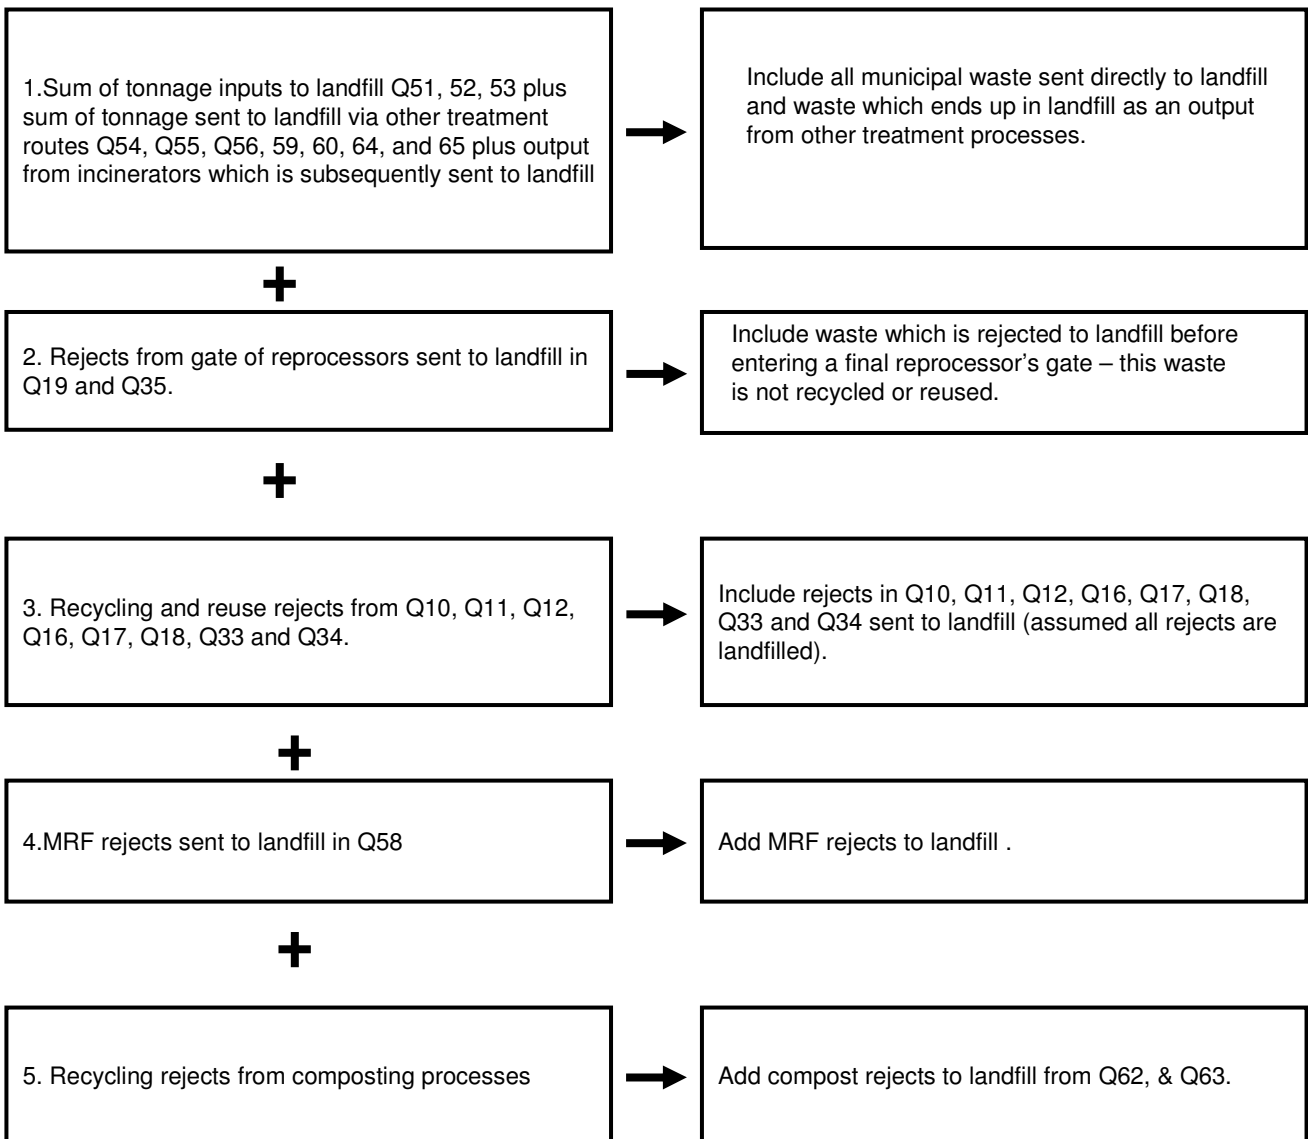 1.Sum of tonnage inputs to landfill Q51, 52, 53 plus
sum of tonnage sent to landfill via other treatment
routes Q54, Q55, Q56, 59, 60, 64, and 65 plus output
from incinerators which is subsequently sent to landfill
Include all municipal waste sent directly to landfill
and waste which ends up in landfill as an output
from other treatment processes.
+
2. Rejects from gate of reprocessors sent to landfill in
Q19 and Q35.
Include waste which is rejected to landfill before
entering a final reprocessor’s gate – this waste
is not recycled or reused.
+
3. Recycling and reuse rejects from Q10, Q11, Q12,
Q16, Q17, Q18, Q33 and Q34.
Include rejects in Q10, Q11, Q12, Q16, Q17, Q18,
Q33 and Q34 sent to landfill (assumed all rejects are
landfilled).
+
4.MRF rejects sent to landfill in Q58
Add MRF rejects to landfill .
+
5. Recycling rejects from composting processes
Add compost rejects to landfill from Q62, & Q63.